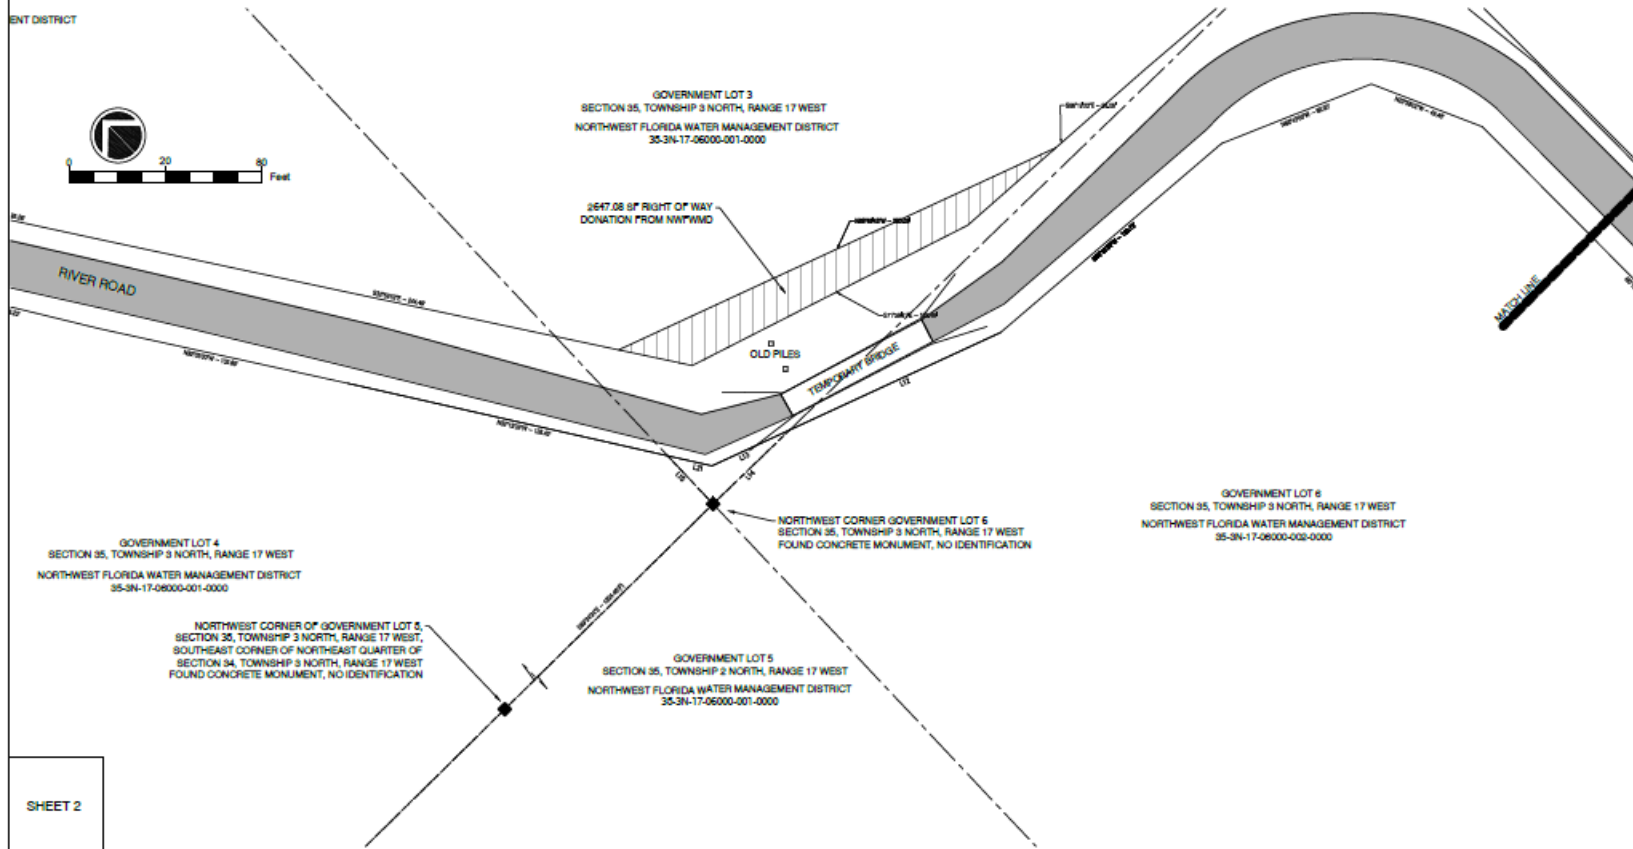 ENT DISTRICT
GOVERNMENT LOT 3
SECTION 35, TOWNSHIP 3 NORTH, RANGE 17 WEST
NORTHWEST FLORIDA WATER MANAGEMENT DISTRICT
35-3N-17-06000-001-0000
0 20 80
Feet
2647.08 SF RIGHT OF WAY
DONATION FROM NWFWMD
RIVER ROAD
MATCH LINE
OLD PILES
TEMPORARY BRIDGE
L12
L13
L14
NORTHWEST CORNER GOVERNMENT LOT 6
SECTION 35, TOWNSHIP 3 NORTH, RANGE 17 WEST
FOUND CONCRETE MONUMENT, NO IDENTIFICATION
GOVERNMENT LOT 6
SECTION 35, TOWNSHIP 3 NORTH, RANGE 17 WEST
NORTHWEST FLORIDA WATER MANAGEMENT DISTRICT
35-3N-17-06000-002-0000
GOVERNMENT LOT 4
SECTION 35, TOWNSHIP 3 NORTH, RANGE 17 WEST
NORTHWEST FLORIDA WATER MANAGEMENT DISTRICT
35-3N-17-06000-001-0000
NORTHWEST CORNER OF GOVERNMENT LOT 5,
SECTION 35, TOWNSHIP 3 NORTH, RANGE 17 WEST,
SOUTHEAST CORNER OF NORTHEAST QUARTER OF
SECTION 34, TOWNSHIP 3 NORTH, RANGE 17 WEST
FOUND CONCRETE MONUMENT, NO IDENTIFICATION
GOVERNMENT LOT 5
SECTION 35, TOWNSHIP 2 NORTH, RANGE 17 WEST
NORTHWEST FLORIDA WATER MANAGEMENT DISTRICT
35-3N-17-06000-001-0000
SHEET 2